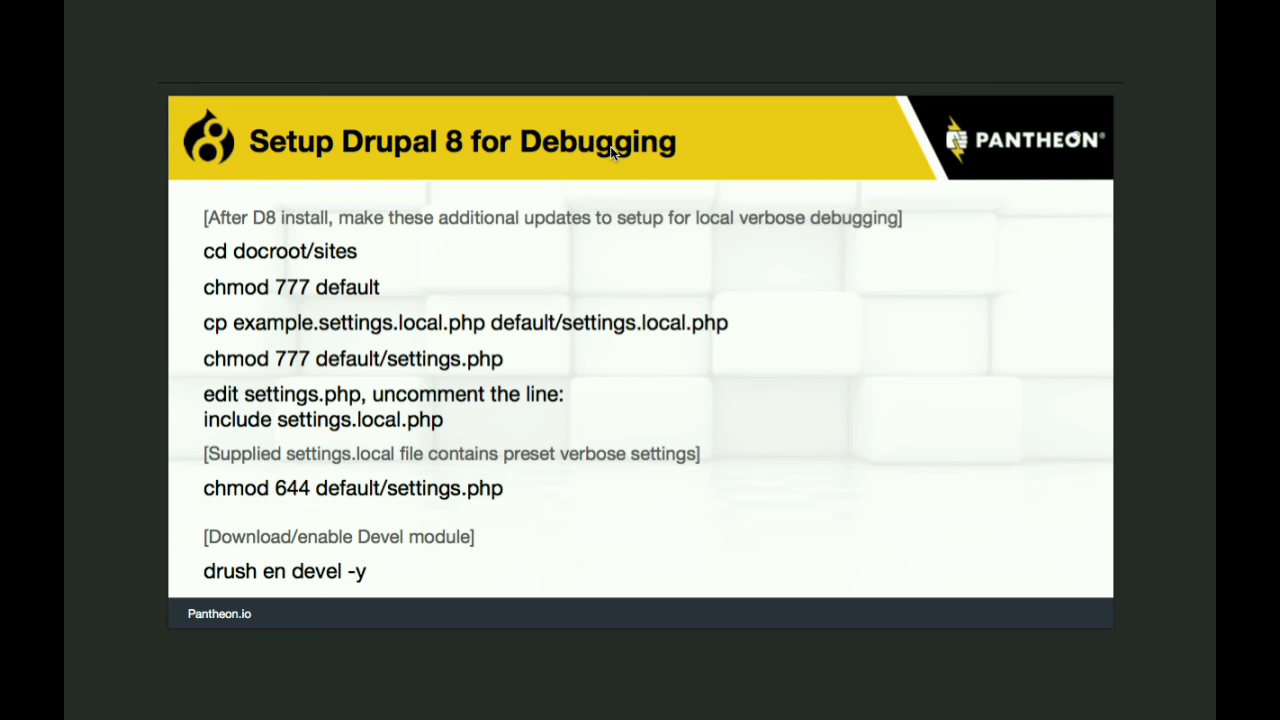 Setup Drupal 8 for Debugging
PANTHEON®
[After D8 install, make these additional updates to setup for local verbose debugging]
cd docroot/sites
chmod 777 default
cp example.settings.local.php default/settings.local.php
chmod 777 default/settings.php
edit settings.php, uncomment the line:
include settings.local.php
[Supplied settings.local file contains preset verbose settings]
chmod 644 default/settings.php
[Download/enable Devel module]
drush en devel -y
Pantheon.io